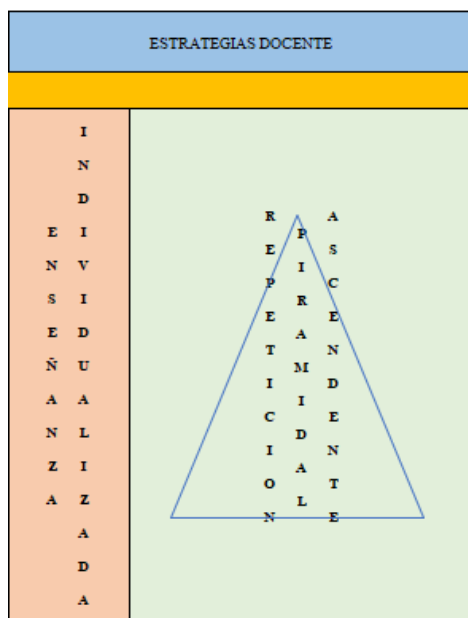 ESTRATEGIAS DOCENTE
ENSEÑANZA
INDIVIDUALIZADA
REPETICION
PIRAMIDAL
ASCENDENTE